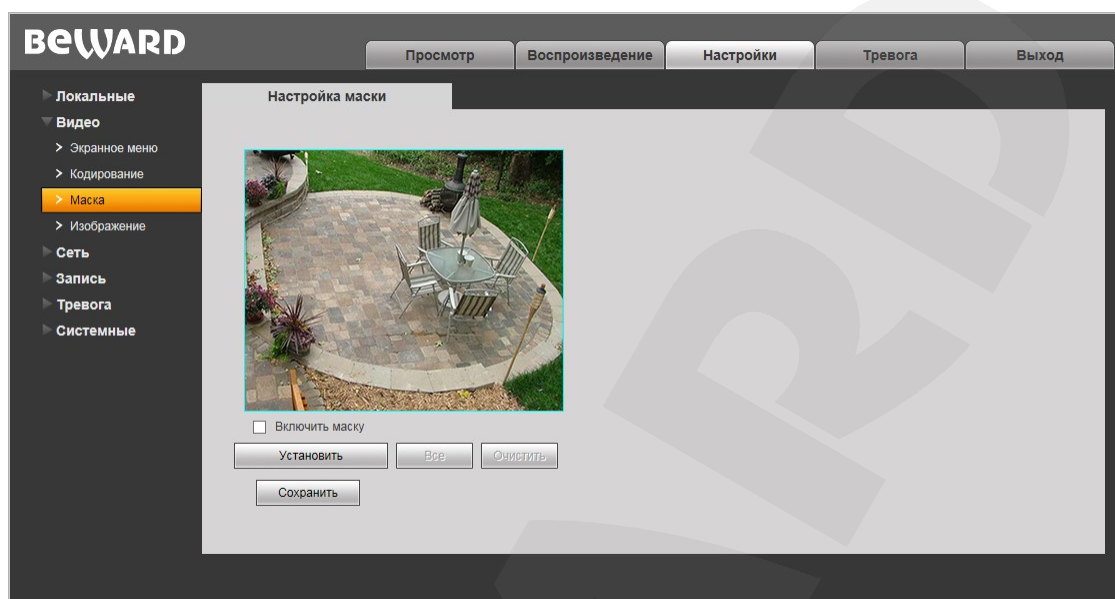 BEWARD
Просмотр
Воспроизведение
Настройки
Тревога
Выход
Локальные
Видео
Экранное меню
Кодирование
Маска
Изображение
Сеть
Запись
Тревога
Системные
Настройка маски
Включить маску
Установить
Все
Очистить
Сохранить